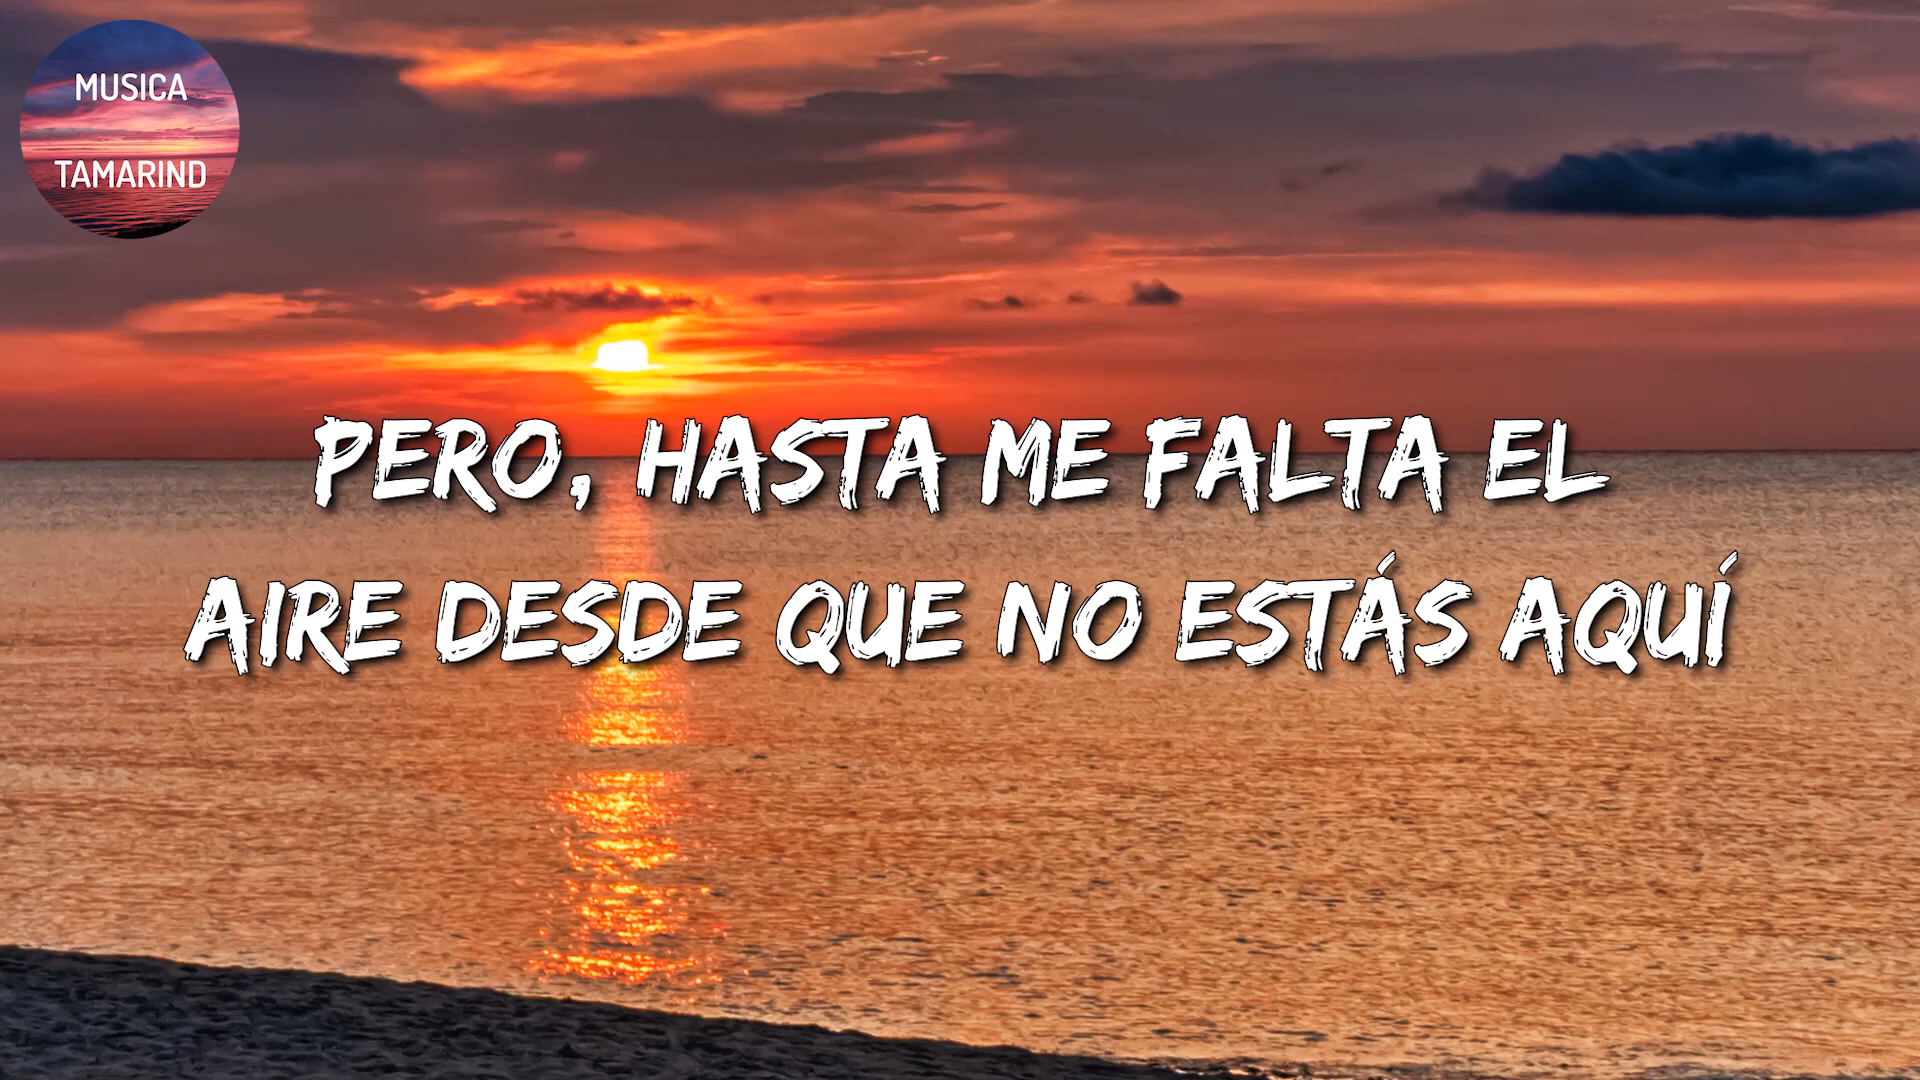 MUSICA
TAMARIND
PERO, HASTA ME FALTA EL
AIRE DESDE QUE NO ESTÁS AQUÍ